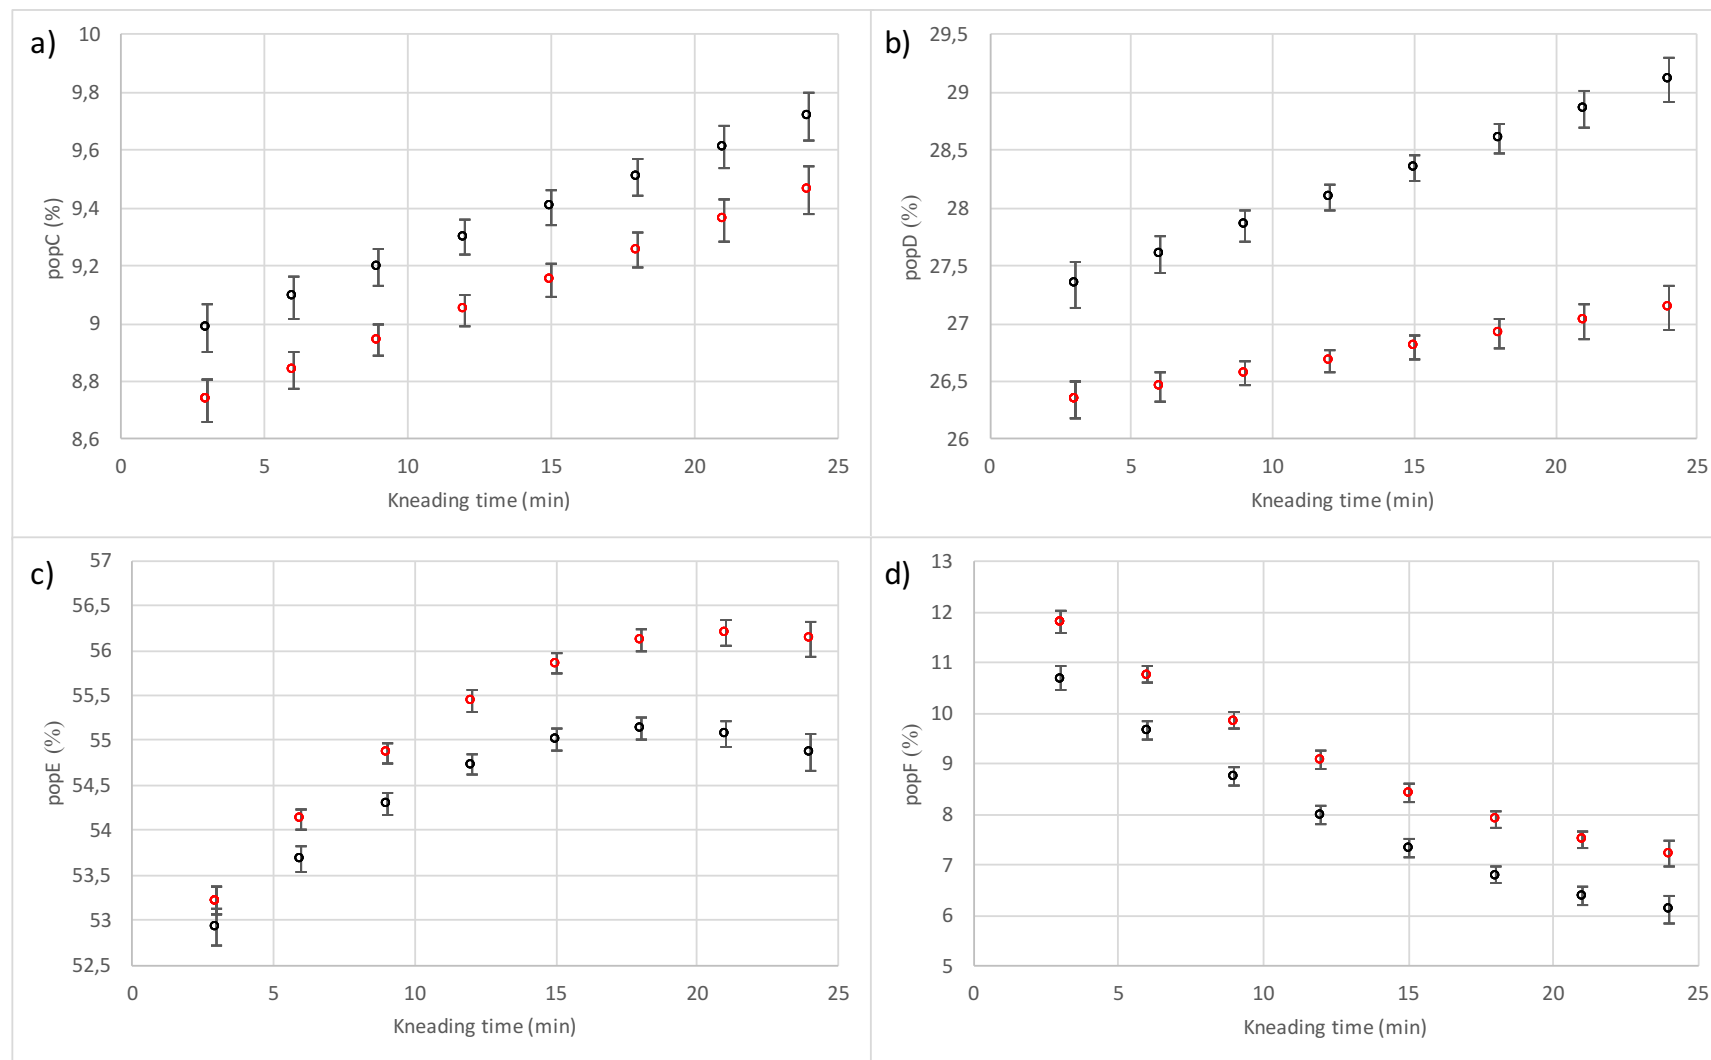 a)
10
9,8
9,6
9,4
9,2
9
8,8
8,6
popC (%)
0 5 10 15 20 25
Kneading time (min)
b)
29,5
29
28,5
28
27,5
27
26,5
26
popD (%)
0 5 10 15 20 25
Kneading time (min)
c)
57
56,5
56
55,5
55
54,5
54
53,5
53
52,5
popE (%)
0 5 10 15 20 25
Kneading time (min)
d)
13
12
11
10
9
8
7
6
5
popF (%)
0 5 10 15 20 25
Kneading time (min)